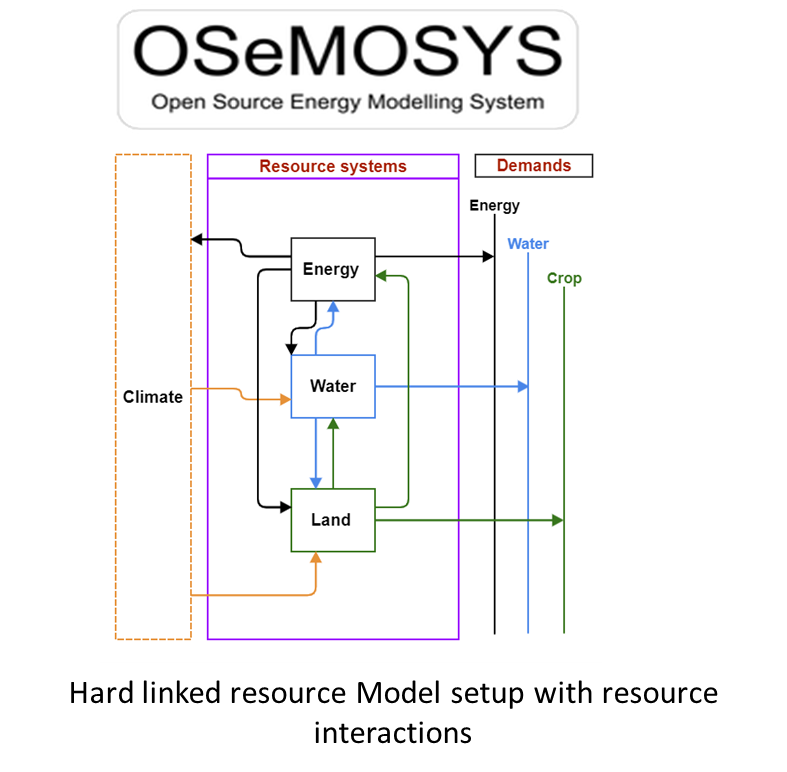 OSeMOSYS
Open Source Energy Modelling System
Resource systems
Demands
Energy
Water
Crop
Energy
Climate
Water
Land
Hard linked resource Model setup with resource
interactions